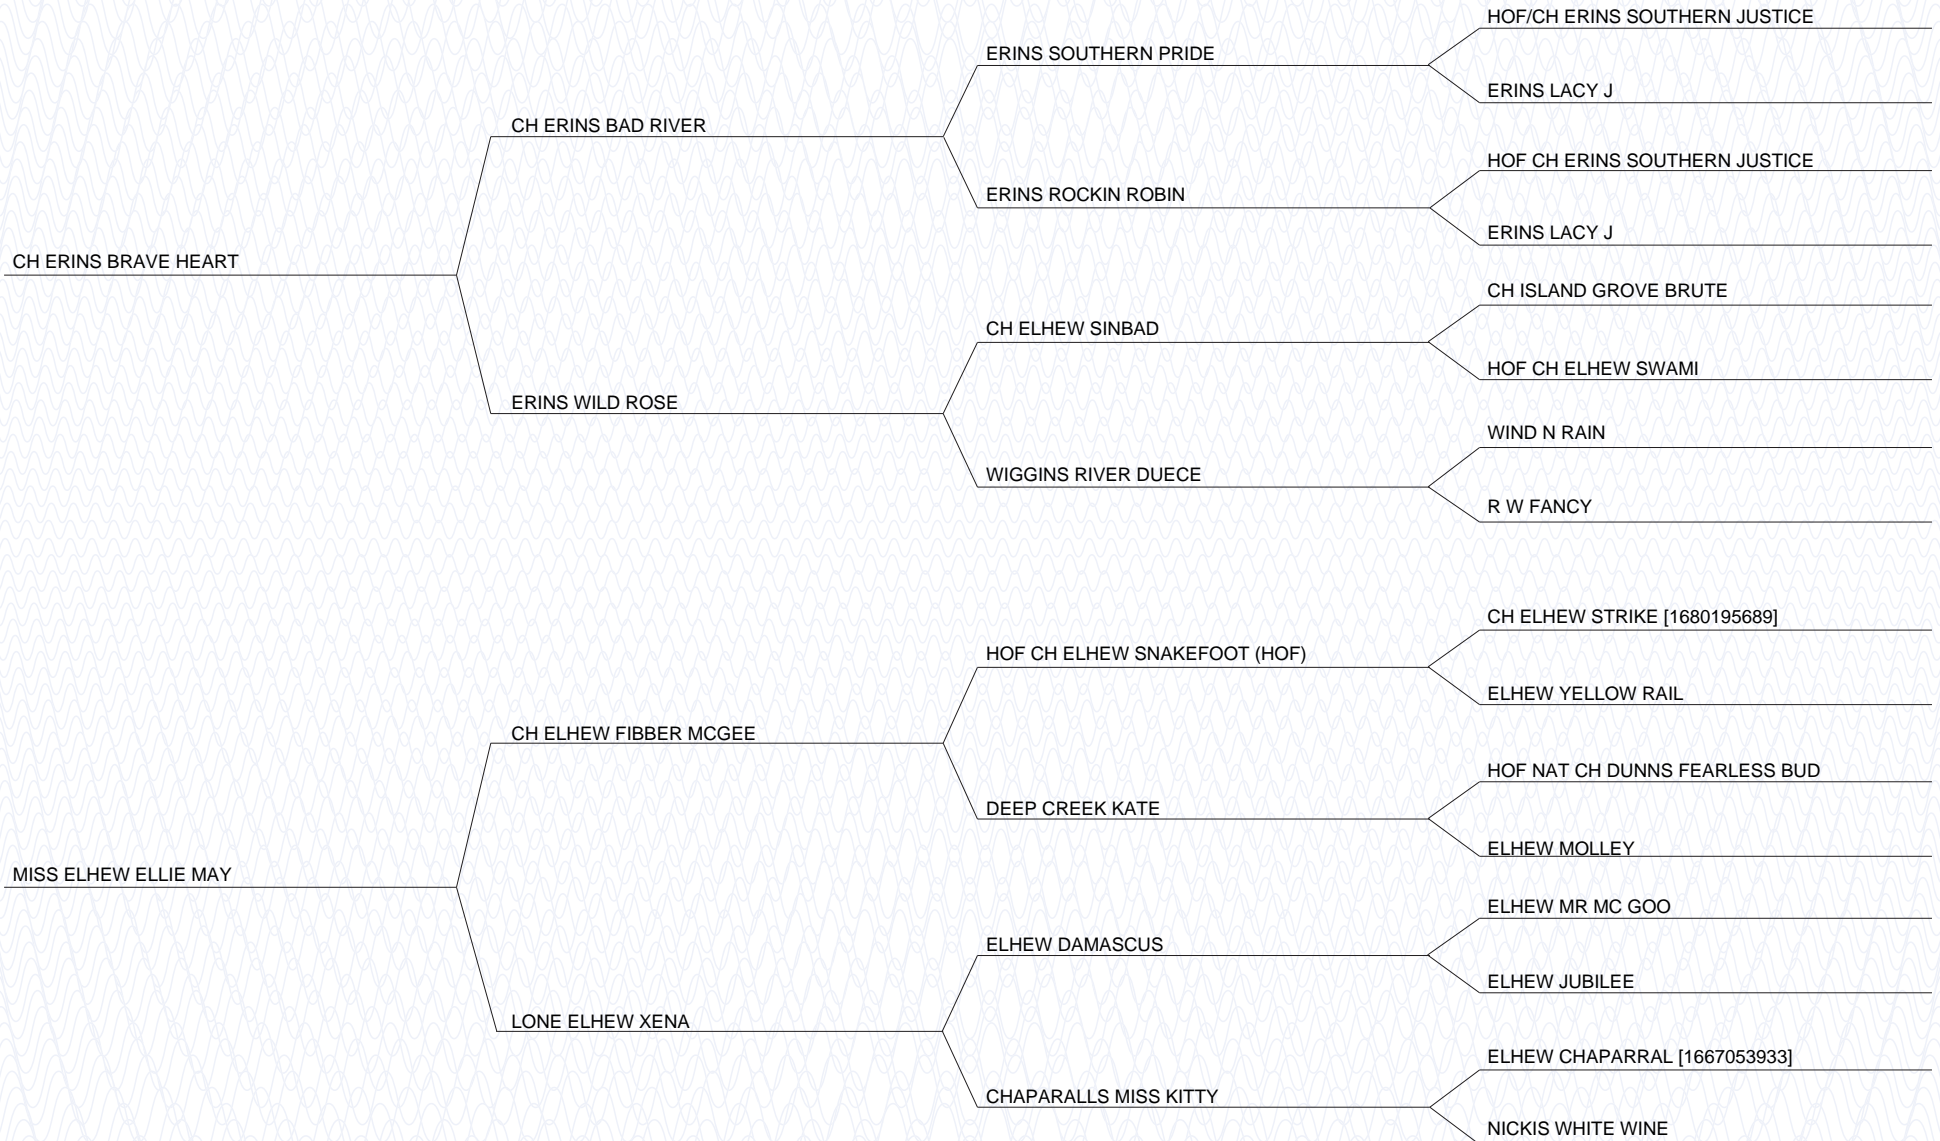 HOF/CH ERINS SOUTHERN JUSTICE
ERINS SOUTHERN PRIDE
ERINS LACY J
CH ERINS BAD RIVER
HOF CH ERINS SOUTHERN JUSTICE
ERINS ROCKIN ROBIN
ERINS LACY J
CH ERINS BRAVE HEART
CH ISLAND GROVE BRUTE
CH ELHEW SINBAD
HOF CH ELHEW SWAMI
ERINS WILD ROSE
WIND N RAIN
WIGGINS RIVER DUECE
R W FANCY
CH ELHEW STRIKE [1680195689]
HOF CH ELHEW SNAKEFOOT (HOF)
ELHEW YELLOW RAIL
CH ELHEW FIBBER MCGEE
HOF NAT CH DUNNS FEARLESS BUD
DEEP CREEK KATE
ELHEW MOLLEY
MISS ELHEW ELLIE MAY
ELHEW MR MC GOO
ELHEW DAMASCUS
ELHEW JUBILEE
LONE ELHEW XENA
ELHEW CHAPARRAL [1667053933]
CHAPARALLS MISS KITTY
NICKIS WHITE WINE